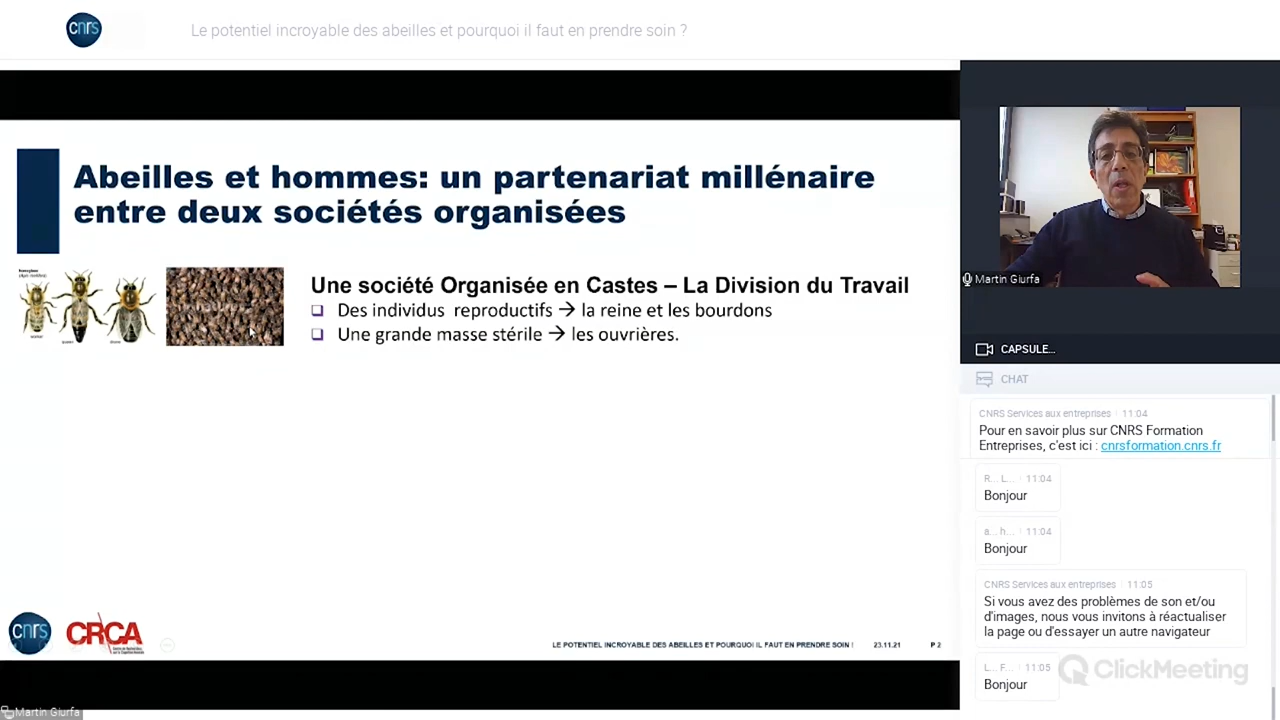 cnrs
Le potentiel incroyable des abeilles et pourquoi il faut en prendre soin ?
Abeilles et hommes: un partenariat millénaire
entre deux sociétés organisées
Une société Organisée en Castes – La Division du Travail
Des individus reproductifs → la reine et les bourdons
Une grande masse stérile → les ouvrières.
cnrs
CRCA
LE POTENTIEL INCROYABLE DES ABEILLES ET POURQUOI IL FAUT EN PRENDRE SOIN !
23.11.21
P 2
Martin Giurfa
Martin Giurfa
CAPSULE...
CHAT
CNRS Services aux entreprises 11:04
Pour en savoir plus sur CNRS Formation
Entreprises, c'est ici : cnrsformation.cnrs.fr
R... L... 11:04
Bonjour
a... h... 11:04
Bonjour
CNRS Services aux entreprises 11:05
Si vous avez des problèmes de son et/ou
d'images, nous vous invitons à réactualiser
la page ou d'essayer un autre navigateur
L... F... 11:05
Bonjour
ClickMeeting